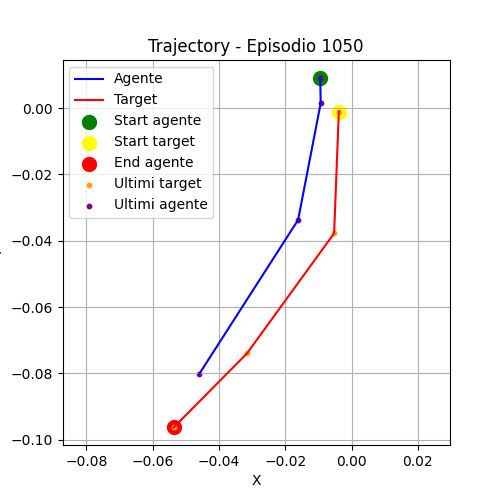 Trajectory - Episodio 1050
Agente
Target
Start agente
Start target
End agente
Ultimi target
Ultimi agente
0.00
−0.02
−0.04
−0.06
−0.08
−0.10
−0.08
−0.06
−0.04
−0.02
0.00
0.02
X